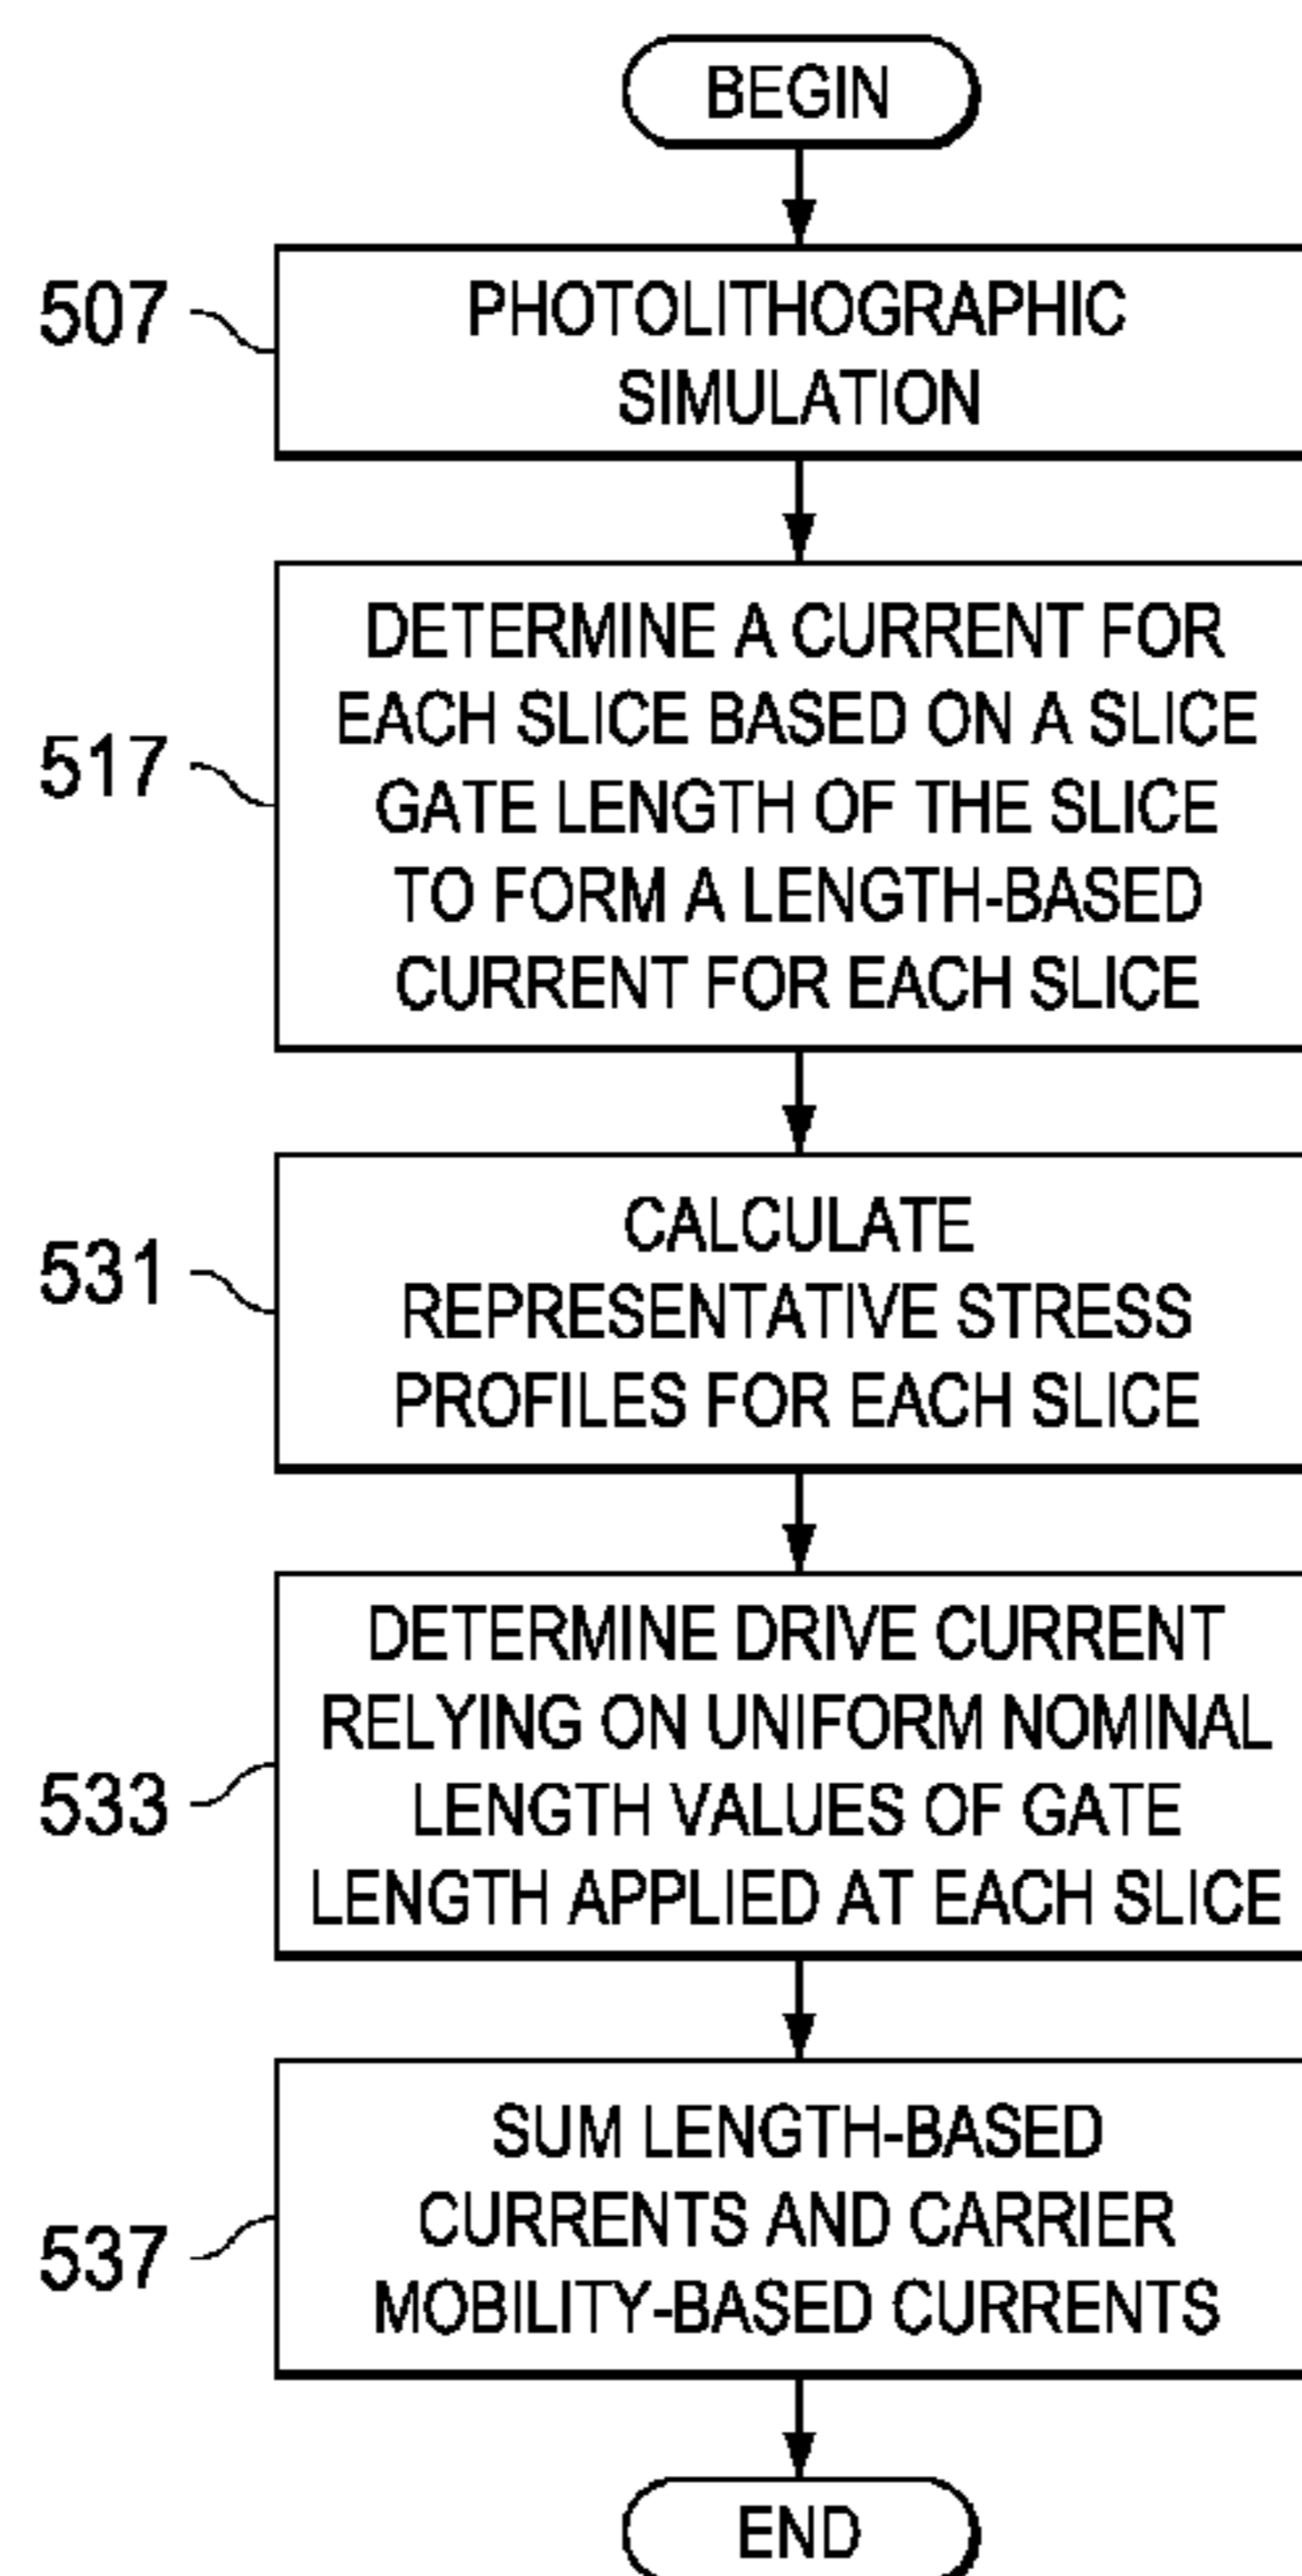 BEGIN
507
PHOTOLITHOGRAPHIC
SIMULATION
517
DETERMINE A CURRENT FOR
EACH SLICE BASED ON A SLICE
GATE LENGTH OF THE SLICE
TO FORM A LENGTH-BASED
CURRENT FOR EACH SLICE
531
CALCULATE
REPRESENTATIVE STRESS
PROFILES FOR EACH SLICE
533
DETERMINE DRIVE CURRENT
RELYING ON UNIFORM NOMINAL
LENGTH VALUES OF GATE
LENGTH APPLIED AT EACH SLICE
537
SUM LENGTH-BASED
CURRENTS AND CARRIER
MOBILITY-BASED CURRENTS
END